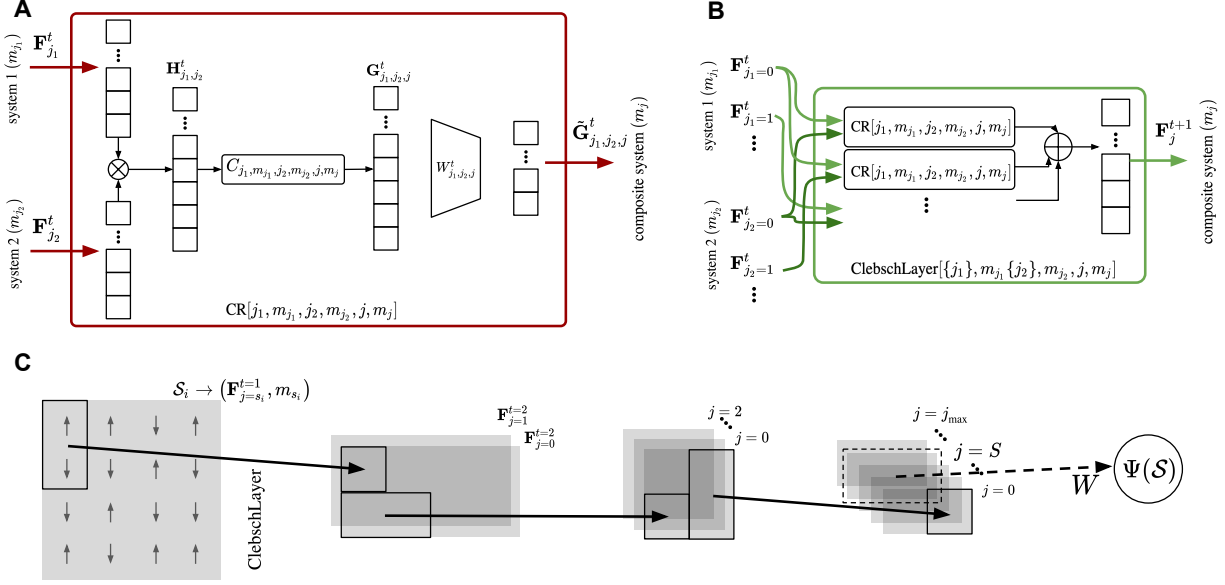 A
system 1 (m_{j_1})
F^t_{j_1}
system 2 (m_{j_2})
F^t_{j_2}
H^t_{j_1,j_2}
C_{j_1,m_{j_1},j_2,m_{j_2},j,m_j}
G^t_{j_1,j_2,j}
W^t_{j_1,j_2,j}
G̃^t_{j_1,j_2,j}
composite system (m_j)
CR[j_1, m_{j_1}, j_2, m_{j_2}, j, m_j]
B
system 1 (m_{j_1})
F^t_{j_1=0}
F^t_{j_1=1}
system 2 (m_{j_2})
F^t_{j_2=0}
F^t_{j_2=1}
CR[j_1, m_{j_1}, j_2, m_{j_2}, j, m_j]
CR[j_1, m_{j_1}, j_2, m_{j_2}, j, m_j]
F^{t+1}_j
composite system (m_j)
ClebschLayer[{j_1}, m_{j_1}{j_2}, m_{j_2}, j, m_j]
C
S_i → (F^{t=1}_{j=s_i}, m_{s_i})
ClebschLayer
F^{t=2}_{j=1}
F^{t=2}_{j=0}
j = 2
j = 0
j = j_max
j = S
j = 0
W
Ψ(S)